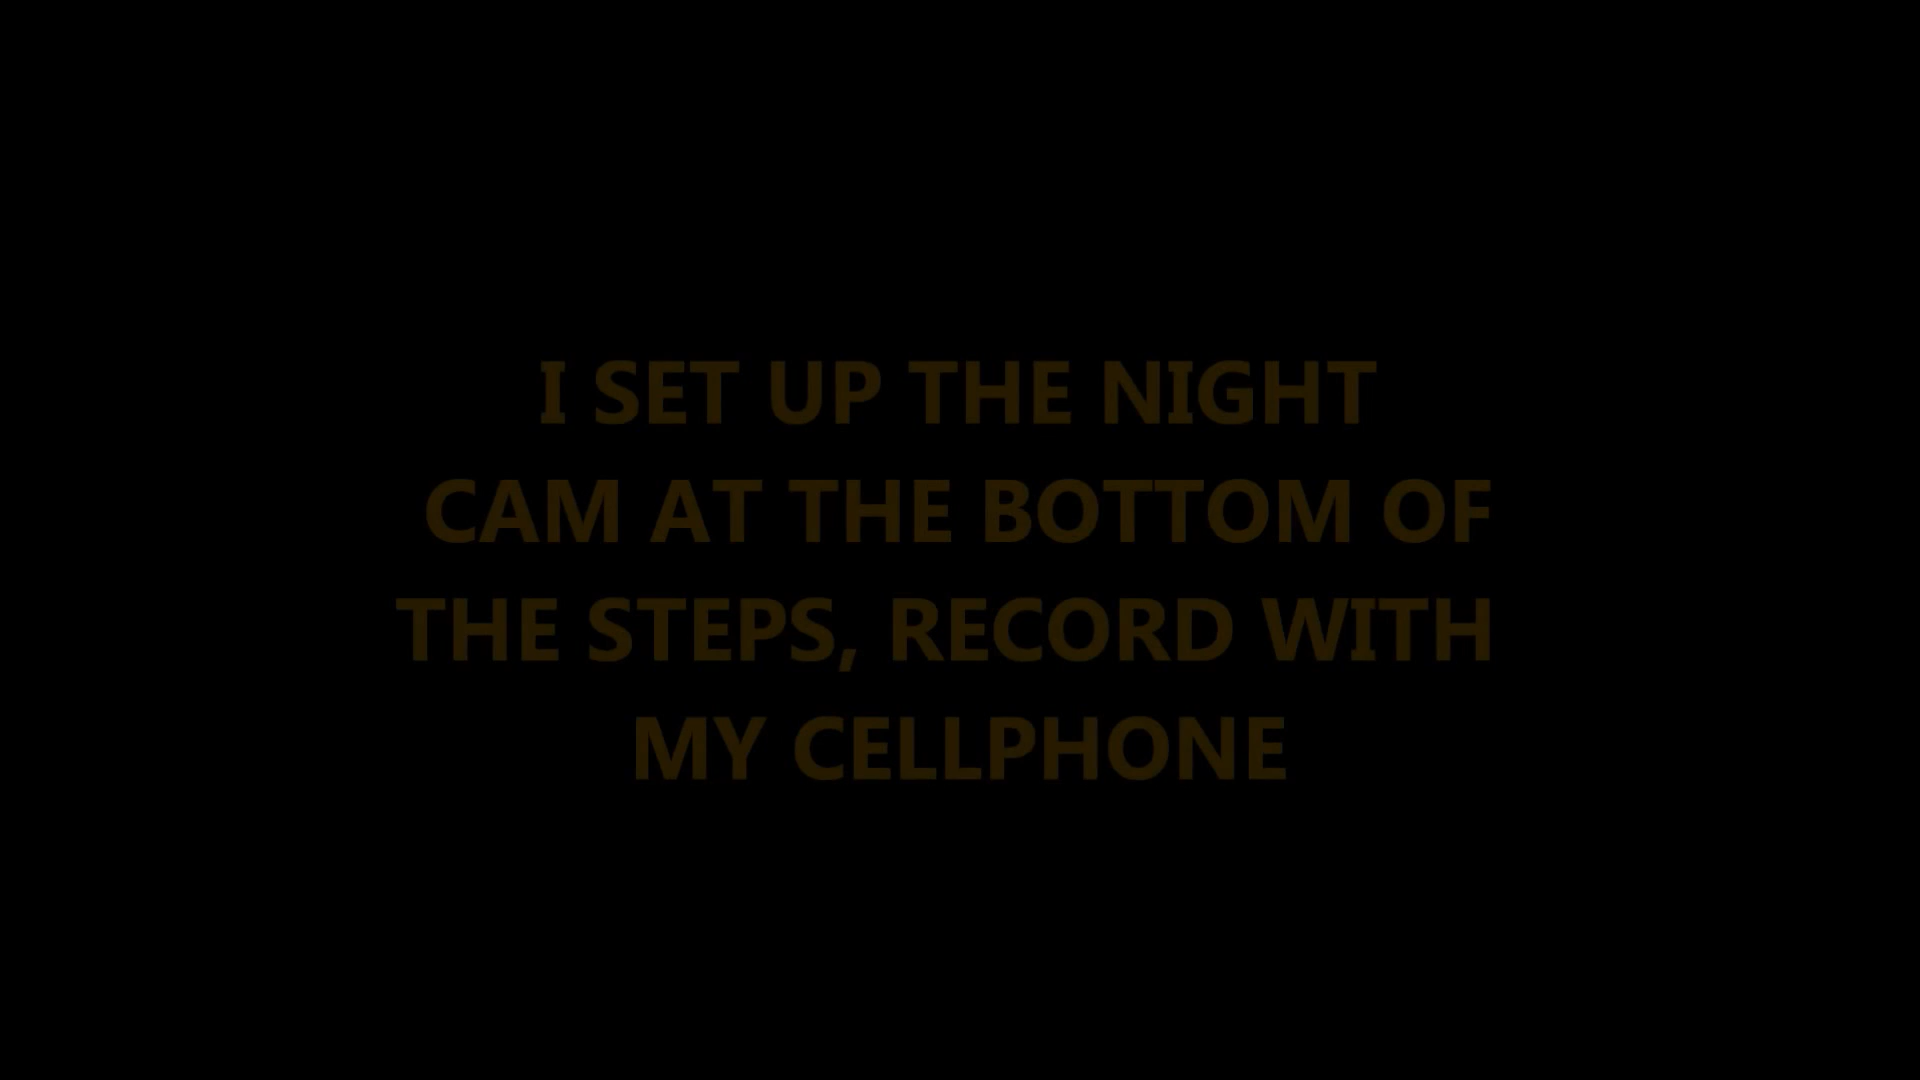 I SET UP THE NIGHT
CAM AT THE BOTTOM OF
THE STEPS, RECORD WITH
MY CELLPHONE